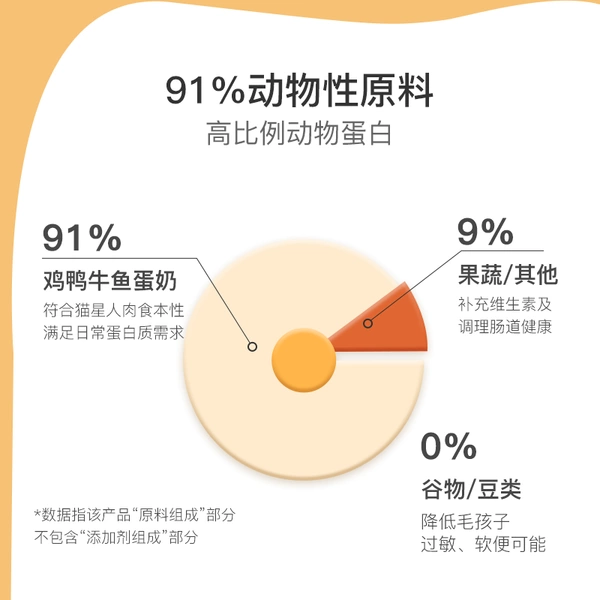 91%动物性原料
高比例动物蛋白
91%
鸡鸭牛鱼蛋奶
符合猫星人肉食本性
满足日常蛋白质需求
9%
果蔬/其他
补充维生素及
调理肠道健康
0%
谷物/豆类
降低毛孩子
过敏、软便可能
*数据指该产品“原料组成”部分
不包含“添加剂组成”部分